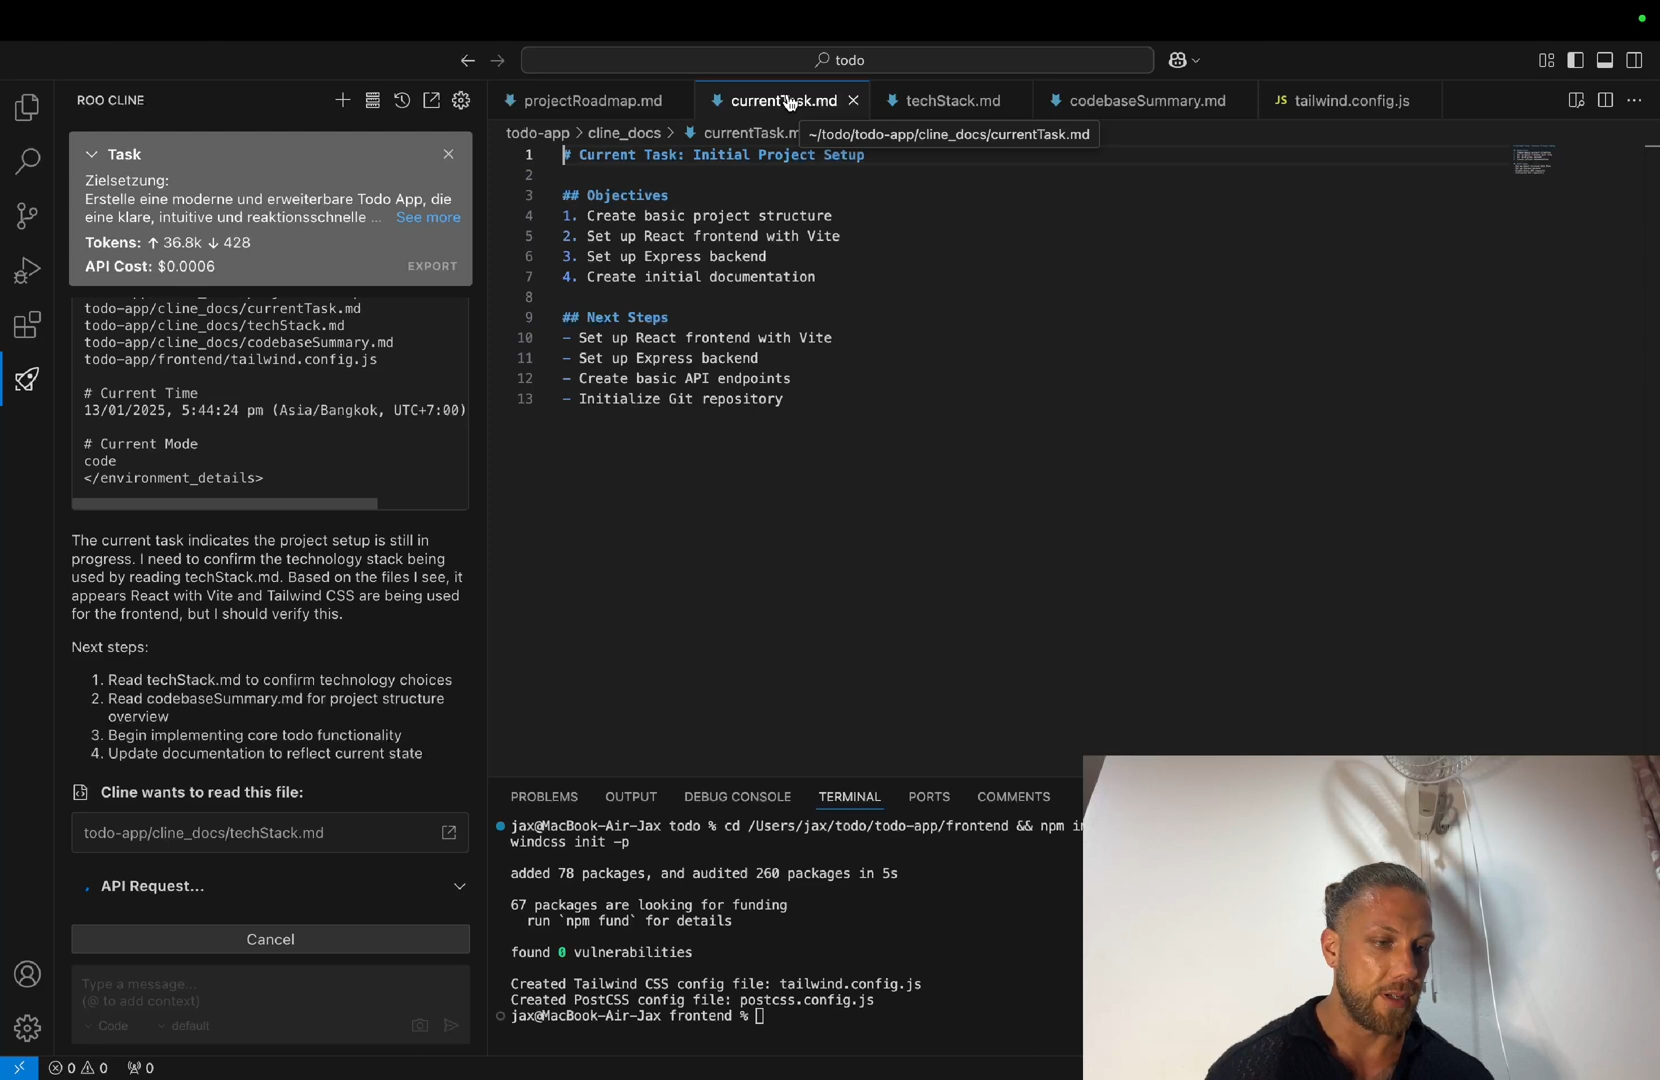 todo
ROO CLINE
Task
Zielsetzung:
Erstelle eine moderne und erweiterbare Todo App, die
eine klare, intuitive und reaktionsschnelle ... See more
Tokens: ↑ 36.8k ↓ 428
API Cost: $0.0006
EXPORT
todo-app/cline_docs/currentTask.md
todo-app/cline_docs/techStack.md
todo-app/cline_docs/codebaseSummary.md
todo-app/frontend/tailwind.config.js
# Current Time
13/01/2025, 5:44:24 pm (Asia/Bangkok, UTC+7:00)
# Current Mode
code
</environment_details>
The current task indicates the project setup is still in
progress. I need to confirm the technology stack being
used by reading techStack.md. Based on the files I see, it
appears React with Vite and Tailwind CSS are being used
for the frontend, but I should verify this.
Next steps:
1. Read techStack.md to confirm technology choices
2. Read codebaseSummary.md for project structure
overview
3. Begin implementing core todo functionality
4. Update documentation to reflect current state
Cline wants to read this file:
todo-app/cline_docs/techStack.md
API Request...
Cancel
Type a message...
(@ to add context)
Code default
projectRoadmap.md
currentTask.md
techStack.md
codebaseSummary.md
JS tailwind.config.js
todo-app > cline_docs > currentTask.m
~/todo/todo-app/cline_docs/currentTask.md
1 # Current Task: Initial Project Setup
2
3 ## Objectives
4 1. Create basic project structure
5 2. Set up React frontend with Vite
6 3. Set up Express backend
7 4. Create initial documentation
8
9 ## Next Steps
10 - Set up React frontend with Vite
11 - Set up Express backend
12 - Create basic API endpoints
13 - Initialize Git repository
PROBLEMS OUTPUT DEBUG CONSOLE TERMINAL PORTS COMMENTS
jax@MacBook-Air-Jax todo % cd /Users/jax/todo/todo-app/frontend && npm in
windcss init -p
added 78 packages, and audited 260 packages in 5s
67 packages are looking for funding
run `npm fund` for details
found 0 vulnerabilities
Created Tailwind CSS config file: tailwind.config.js
Created PostCSS config file: postcss.config.js
jax@MacBook-Air-Jax frontend %
0 0 0